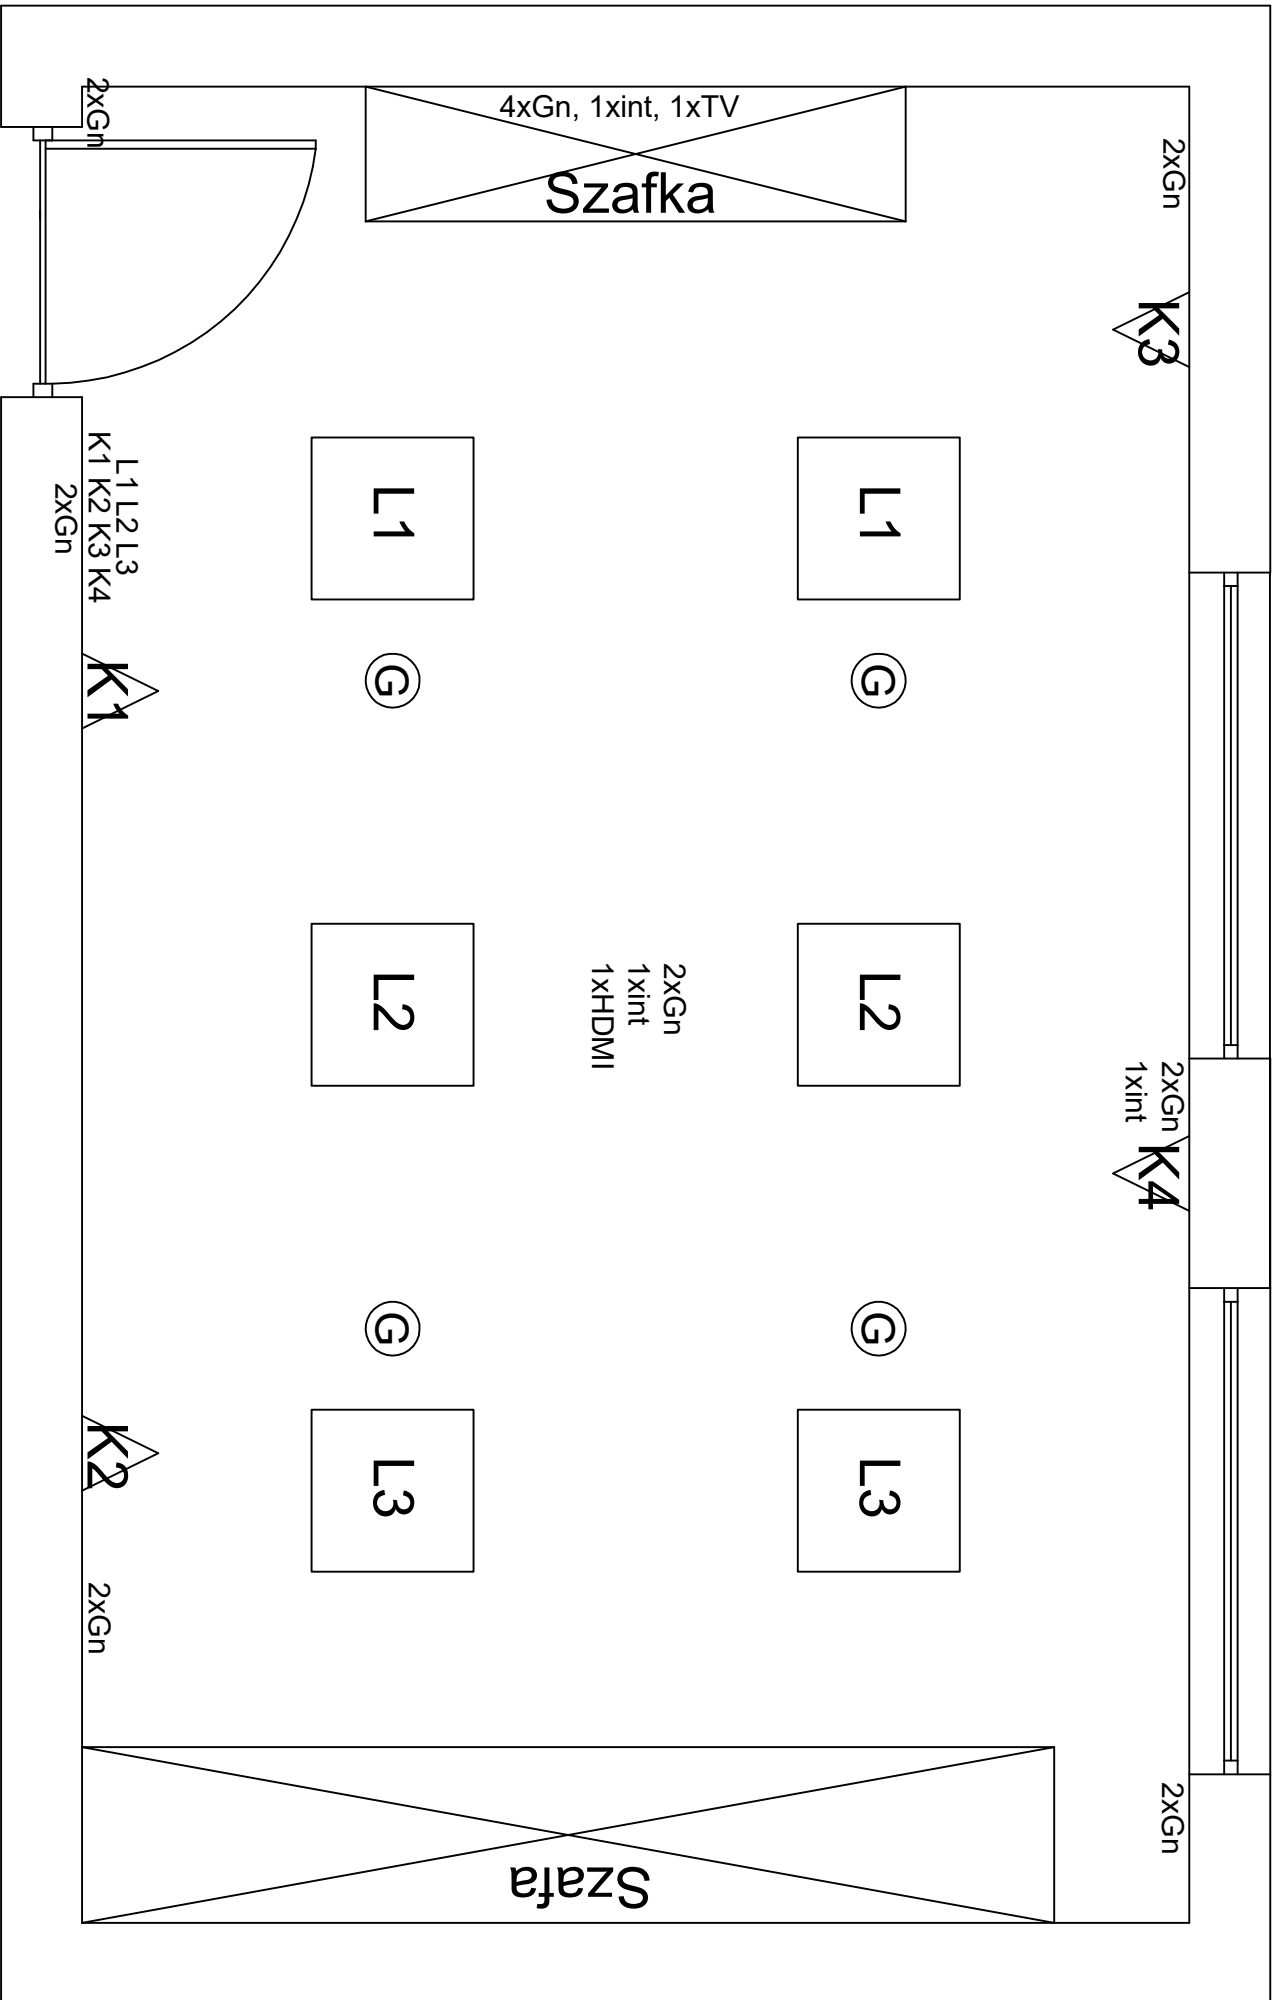 2xGn
4xGn, 1xint, 1xTV
Szafka
2xGn
K3
L1 L2 L3
K1 K2 K3 K4
2xGn
L1
L1
K1
G
G
L2
L2
2xGn
1xint
1xHDMI
2xGn
1xint
K4
G
G
K2
L3
L3
2xGn
2xGn
Szafa